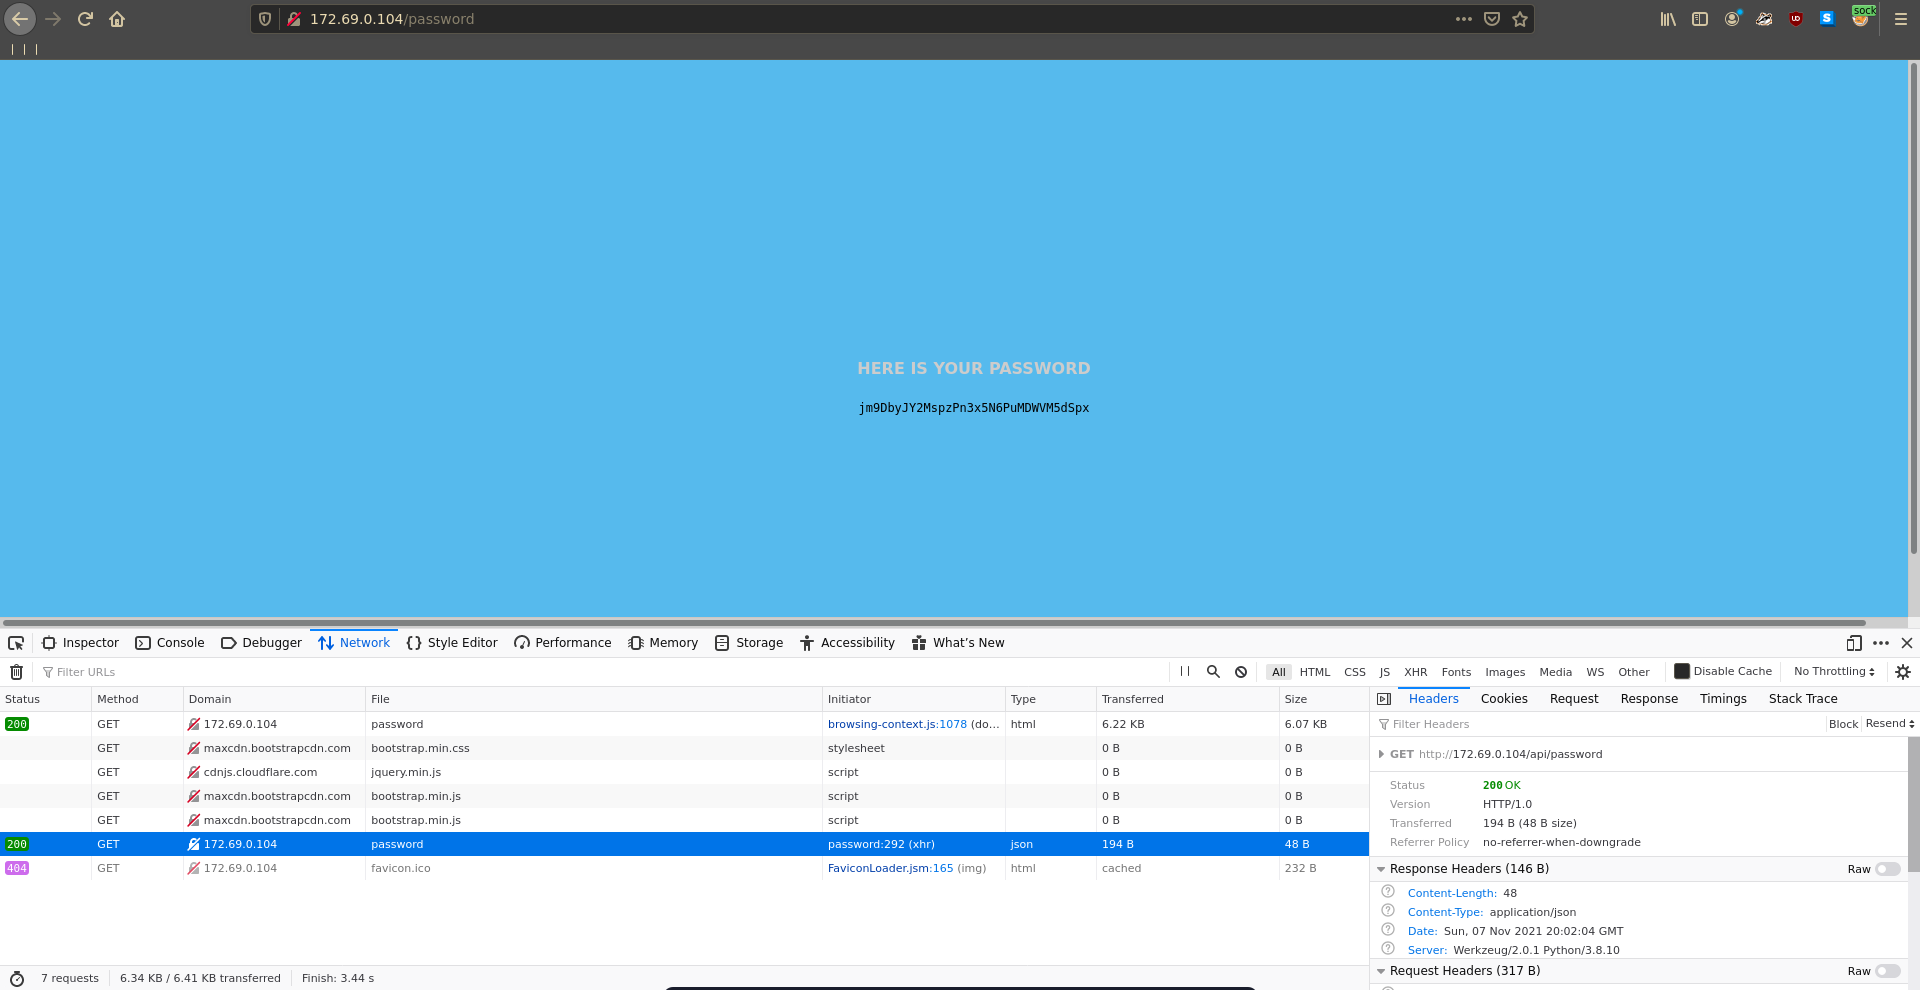 172.69.0.104/password
sock
HERE IS YOUR PASSWORD
jm9DbyJY2MspzPn3x5N6PuMDWVM5dSpx
Inspector Console Debugger Network Style Editor Performance Memory Storage Accessibility What's New
Filter URLs All HTML CSS JS XHR Fonts Images Media WS Other Disable Cache No Throttling
Status Method Domain File Initiator Type Transferred Size
200 GET 172.69.0.104 password browsing-context.js:1078 (do... html 6.22 KB 6.07 KB
GET maxcdn.bootstrapcdn.com bootstrap.min.css stylesheet 0 B 0 B
GET cdnjs.cloudflare.com jquery.min.js script 0 B 0 B
GET maxcdn.bootstrapcdn.com bootstrap.min.js script 0 B 0 B
GET maxcdn.bootstrapcdn.com bootstrap.min.js script 0 B 0 B
200 GET 172.69.0.104 password password:292 (xhr) json 194 B 48 B
404 GET 172.69.0.104 favicon.ico FaviconLoader.jsm:165 (img) html cached 232 B
7 requests 6.34 KB / 6.41 KB transferred Finish: 3.44 s
Headers Cookies Request Response Timings Stack Trace
Filter Headers Block Resend
GET http://172.69.0.104/api/password
Status 200 OK
Version HTTP/1.0
Transferred 194 B (48 B size)
Referrer Policy no-referrer-when-downgrade
Response Headers (146 B) Raw
Content-Length: 48
Content-Type: application/json
Date: Sun, 07 Nov 2021 20:02:04 GMT
Server: Werkzeug/2.0.1 Python/3.8.10
Request Headers (317 B) Raw